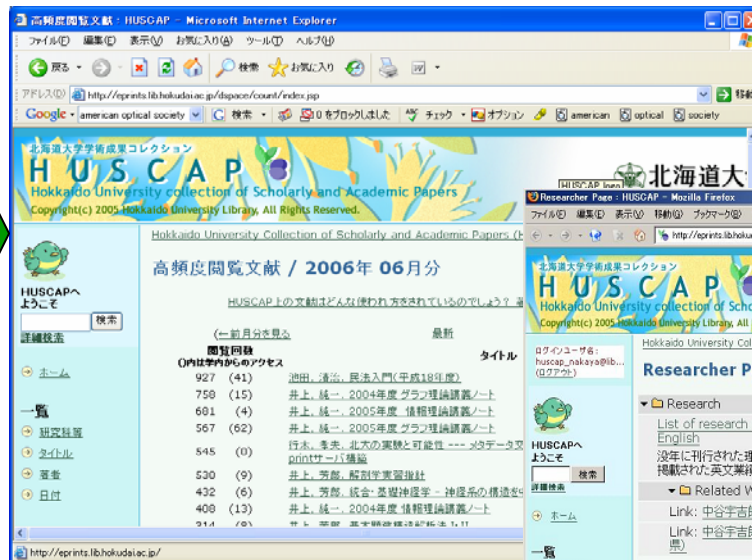 高頻度閲覧文献 : HUSCAP - Microsoft Internet Explorer
ファイル(F) 編集(E) 表示(V) お気に入り(A) ツール(T) ヘルプ(H)
戻る 検索 お気に入り
アドレス(D) http://eprints.lib.hokudai.ac.jp/dspace/count/index.jsp 移動
Google american optical society 検索 0 をブロックしました チェック オプション american optical society
北海道大学学術成果コレクション
HUSCAP
Hokkaido University collection of Scholarly and Academic Papers
Copyright(c) 2005 Hokkaido University Library, All Rights Reserved.
HUSCAP logo
北海道大
Hokkaido University Collection of Scholarly and Academic Papers (H
高頻度閲覧文献 / 2006年 06月分
HUSCAPへ
ようこそ
検索
詳細検索
ホーム
一覧
研究科等
タイトル
著者
日付
HUSCAP上の文献はどんな使われ方をされているのでしょう?
(←前月分を見る 最新
閲覧回数
()内は学内からのアクセス
タイトル
927 (41) 池田, 清治. 民法入門(平成18年度)
758 (15) 井上, 純一. 2004年度 グラフ理論講義ノート
681 (4) 井上, 純一. 2005年度 情報理論講義ノート
567 (62) 井上, 純一. 2005年度 グラフ理論講義ノート
545 (0) 行木, 孝夫. 北大の実験と可能性 --- メタデータ交
printサーバ構築
530 (9) 井上, 芳郎. 解剖学実習指針
432 (6) 井上, 芳郎. 統合・基礎神経学 - 神経系の構造を
408 (13) 井上, 純一. 2004年度 情報理論講義ノート
314 (8)
http://eprints.lib.hokudai.ac.jp/
Researcher Page : HUSCAP - Mozilla Firefox
ファイル(F) 編集(E) 表示(V) 移動(G) ブックマーク(B)
http://eprints.lib.hoku
北海道大学学術成果コレクション
HUSCAP
Hokkaido University collection of S
Copyright(c) 2005 Hokkaido University Library, All
ログインユーザ名:
huscap_nakaya@lib...
(ログアウト)
HUSCAPへ
ようこそ
検索
詳細検索
ホーム
一覧
Hokkaido University Col
Researcher P
Research
List of research
English
没年に刊行された理
掲載された英文業績
Related W
Link: 中谷宇吉郎
Link: 中谷宇吉郎
県)